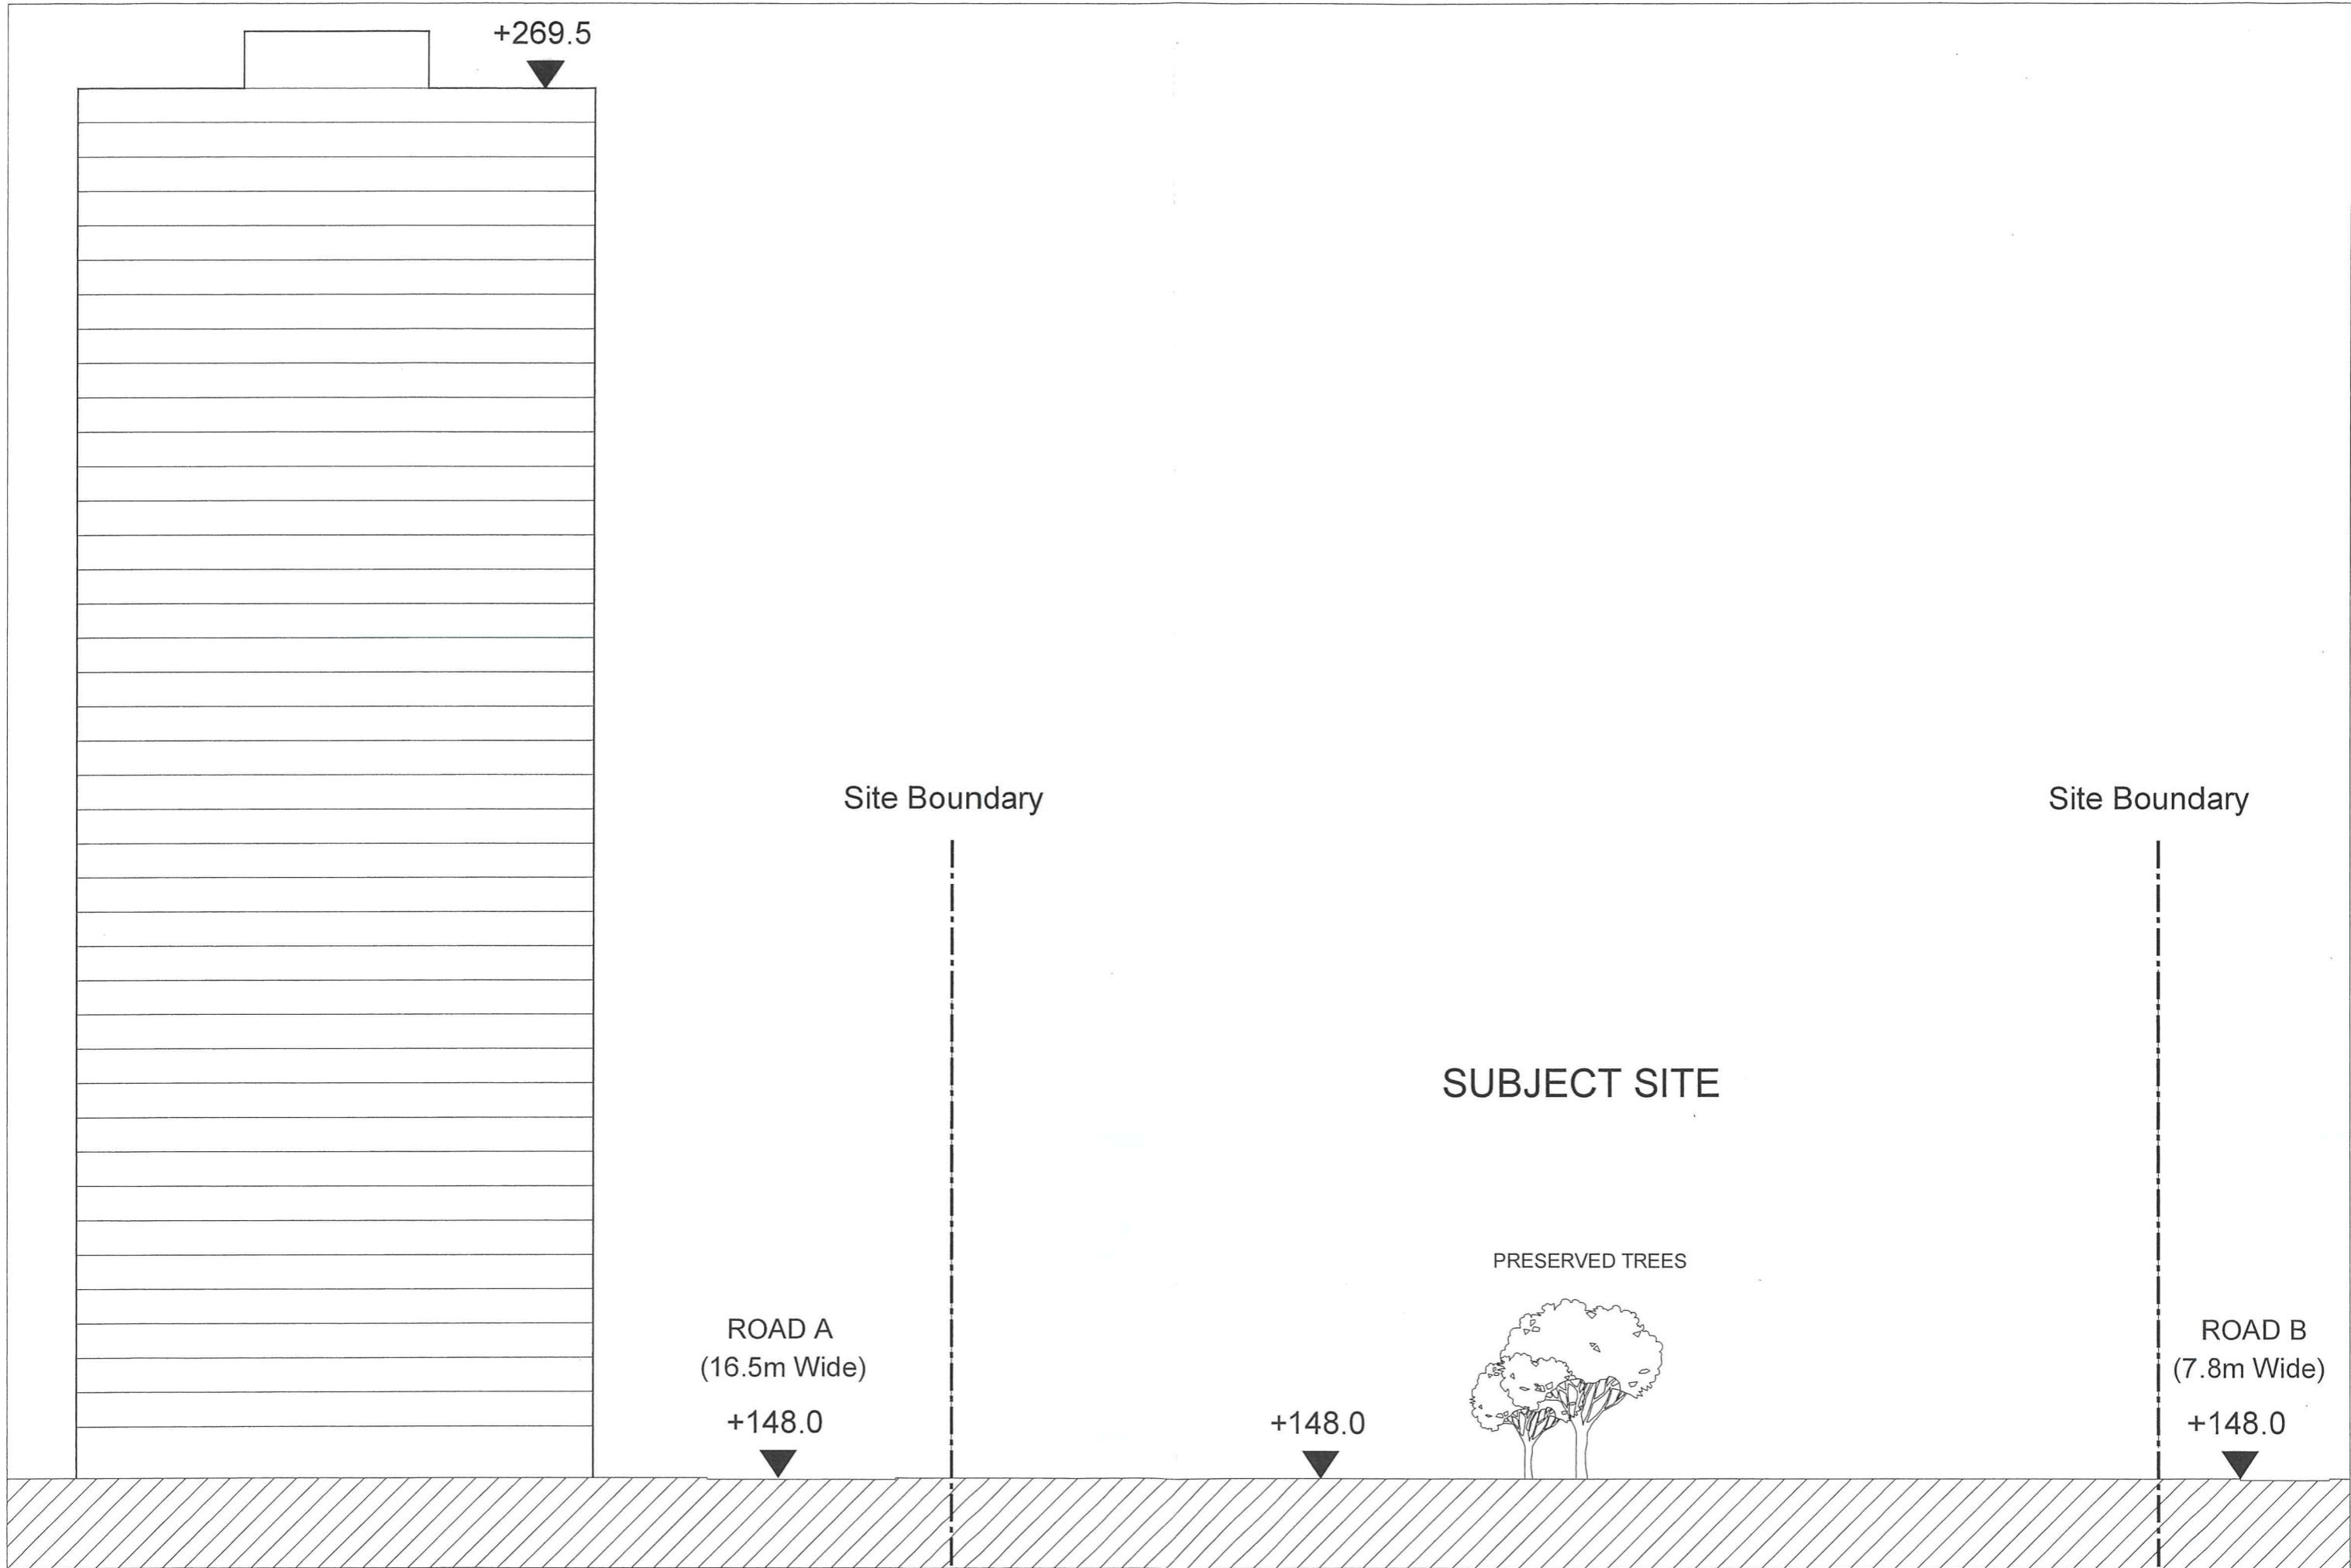 +269.5
Site Boundary
Site Boundary
SUBJECT SITE
PRESERVED TREES
ROAD A
(16.5m Wide)
+148.0
+148.0
ROAD B
(7.8m Wide)
+148.0